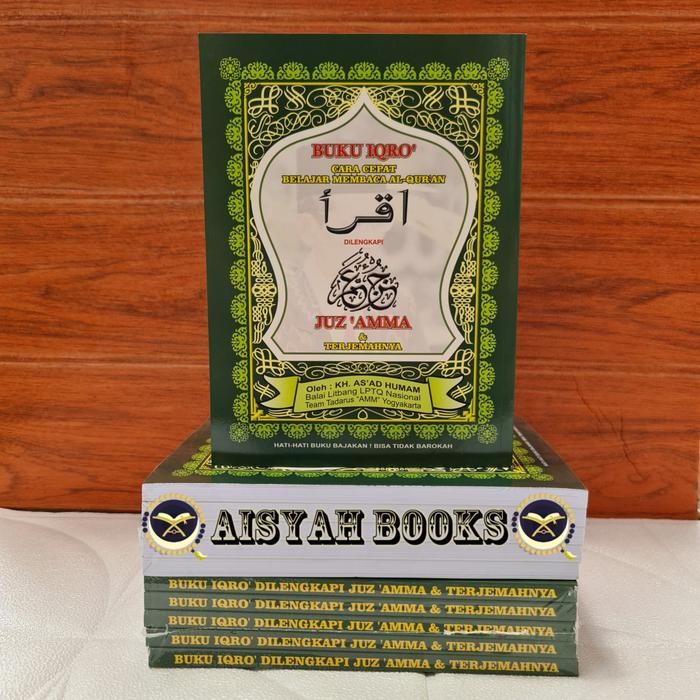 BUKU IQRO'
CARA CEPAT
BELAJAR MEMBACA AL-QUR'AN
اقرأ
DILENGKAPI
جزء عم
JUZ 'AMMA
&
TERJEMAHNYA
Oleh : KH. AS'AD HUMAM
Balai Litbang LPTQ Nasional
Team Tadarus "AMM" Yogyakarta
HATI-HATI BUKU BAJAKAN ! BISA TIDAK BAROKAH
AISYAH BOOKS
BUKU IQRO' DILENGKAPI JUZ 'AMMA & TERJEMAHNYA
BUKU IQRO' DILENGKAPI JUZ 'AMMA & TERJEMAHNYA
BUKU IQRO' DILENGKAPI JUZ 'AMMA & TERJEMAHNYA
BUKU IQRO' DILENGKAPI JUZ 'AMMA & TERJEMAHNYA
BUKU IQRO' DILENGKAPI JUZ 'AMMA & TERJEMAHNYA